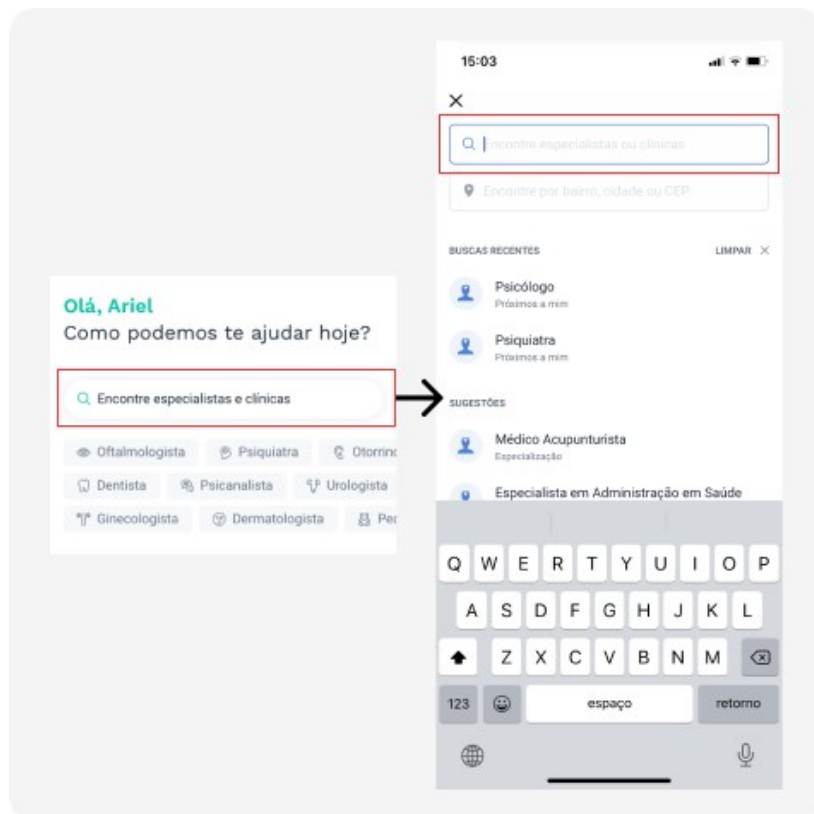 Olá, Ariel
Como podemos te ajudar hoje?
Encontre especialistas e clínicas
Oftalmologista Psiquiatra Otorrino
Dentista Psicanalista Urologista
Ginecologista Dermatologista Ped
15:03
Encontre especialistas ou clínicas
Encontre por bairro, cidade ou CEP
BUSCAS RECENTES LIMPAR
Psicólogo
Próximos a mim
Psiquiatra
Próximos a mim
SUGESTÕES
Médico Acupunturista
Especialização
Especialista em Administração em Saúde
Q W E R T Y U I O P
A S D F G H J K L
Z X C V B N M
123 espaço retorno